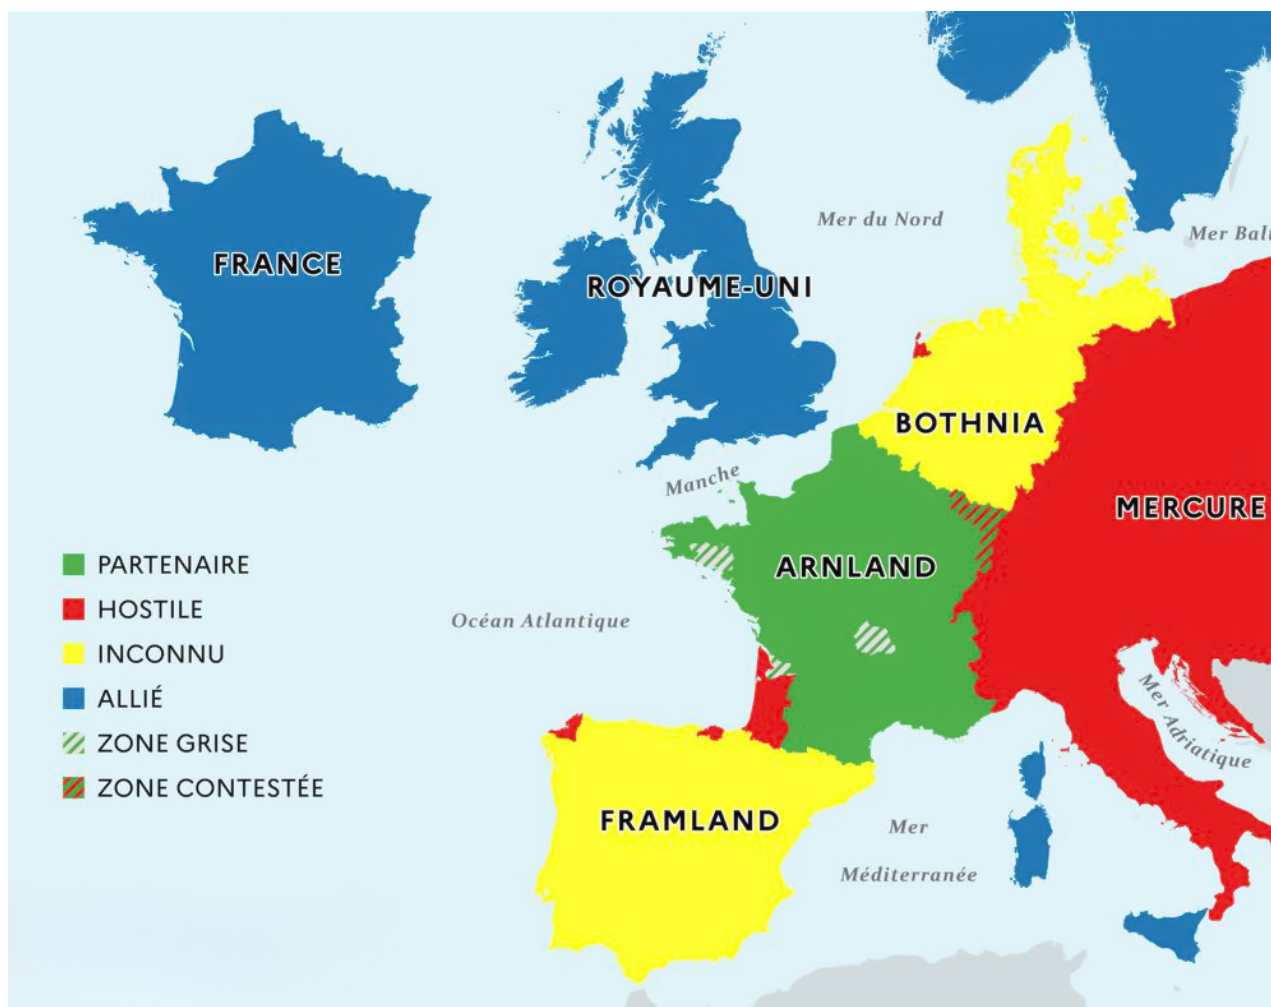 Mer du Nord
Mer Balt
FRANCE
ROYAUME-UNI
BOTHNIA
Manche
MERCURE
PARTENAIRE
ARNLAND
HOSTILE
Océan Atlantique
INCONNU
ALLIÉ
Mer Adriatique
ZONE GRISE
ZONE CONTESTÉE
FRAMLAND
Mer
Méditerranée